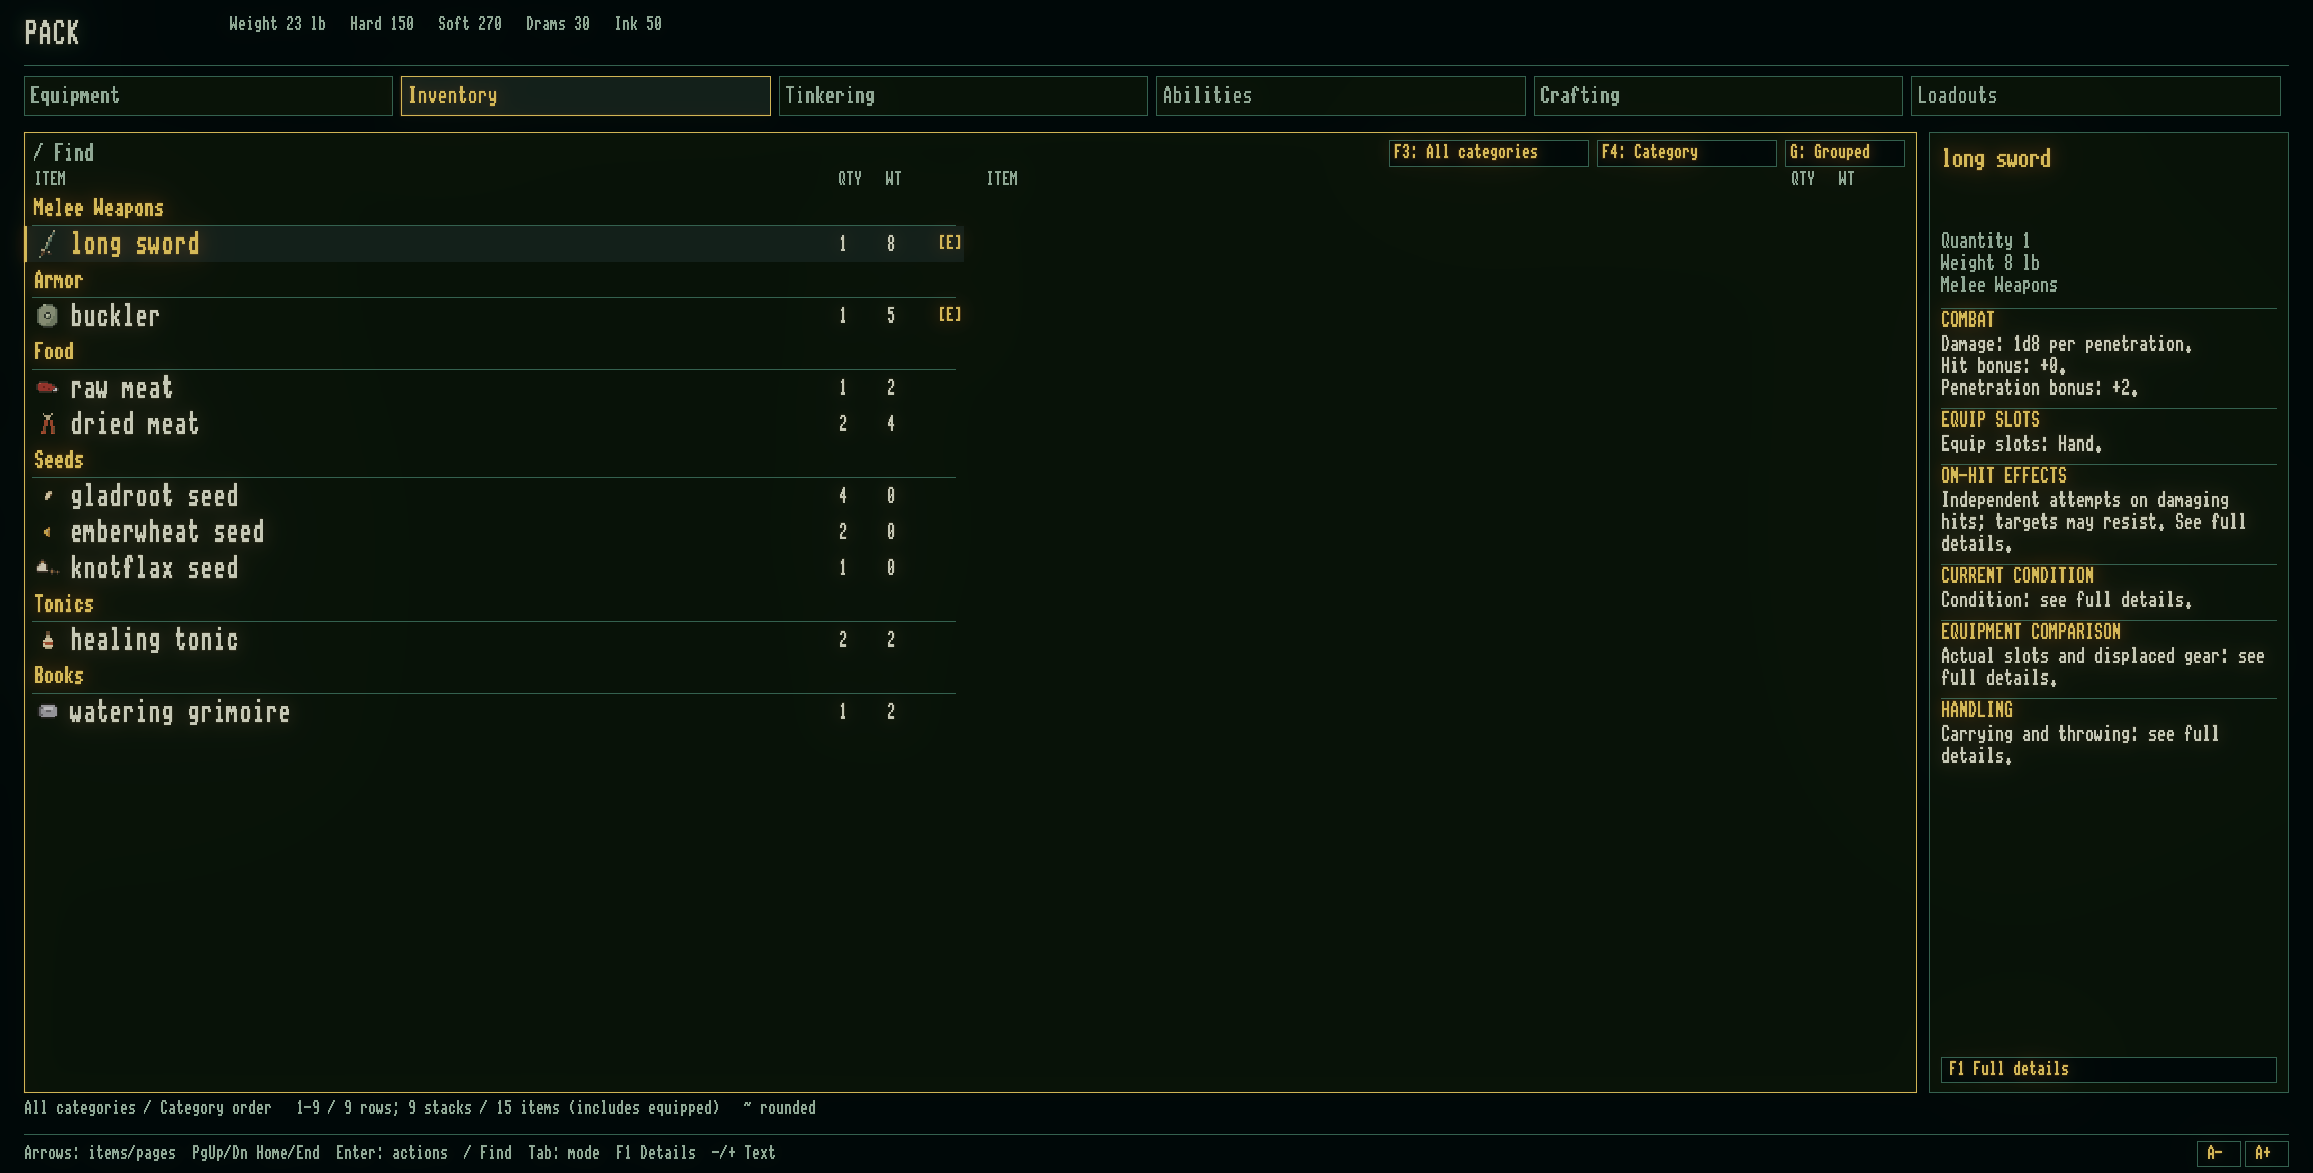 PACK Weight 23 lb Hard 150 Soft 270 Drams 30 Ink 50
Equipment Inventory Tinkering Abilities Crafting Loadouts
/ Find F3: All categories F4: Category G: Grouped
ITEM QTY WT ITEM QTY WT
Melee Weapons
long sword 1 8 [E]
Armor
buckler 1 5 [E]
Food
raw meat 1 2
dried meat 2 4
Seeds
gladroot seed 4 0
emberwheat seed 2 0
knotflax seed 1 0
Tonics
healing tonic 2 2
Books
watering grimoire 1 2
long sword
Quantity 1
Weight 8 lb
Melee Weapons
COMBAT
Damage: 1d8 per penetration.
Hit bonus: +0.
Penetration bonus: +2.
EQUIP SLOTS
Equip slots: Hand.
ON-HIT EFFECTS
Independent attempts on damaging
hits; targets may resist. See full
details.
CURRENT CONDITION
Condition: see full details.
EQUIPMENT COMPARISON
Actual slots and displaced gear: see
full details.
HANDLING
Carrying and throwing: see full
details.
F1 Full details
All categories / Category order 1-9 / 9 rows; 9 stacks / 15 items (includes equipped) ~ rounded
Arrows: items/pages PgUp/Dn Home/End Enter: actions / Find Tab: mode F1 Details -/+ Text A- A+